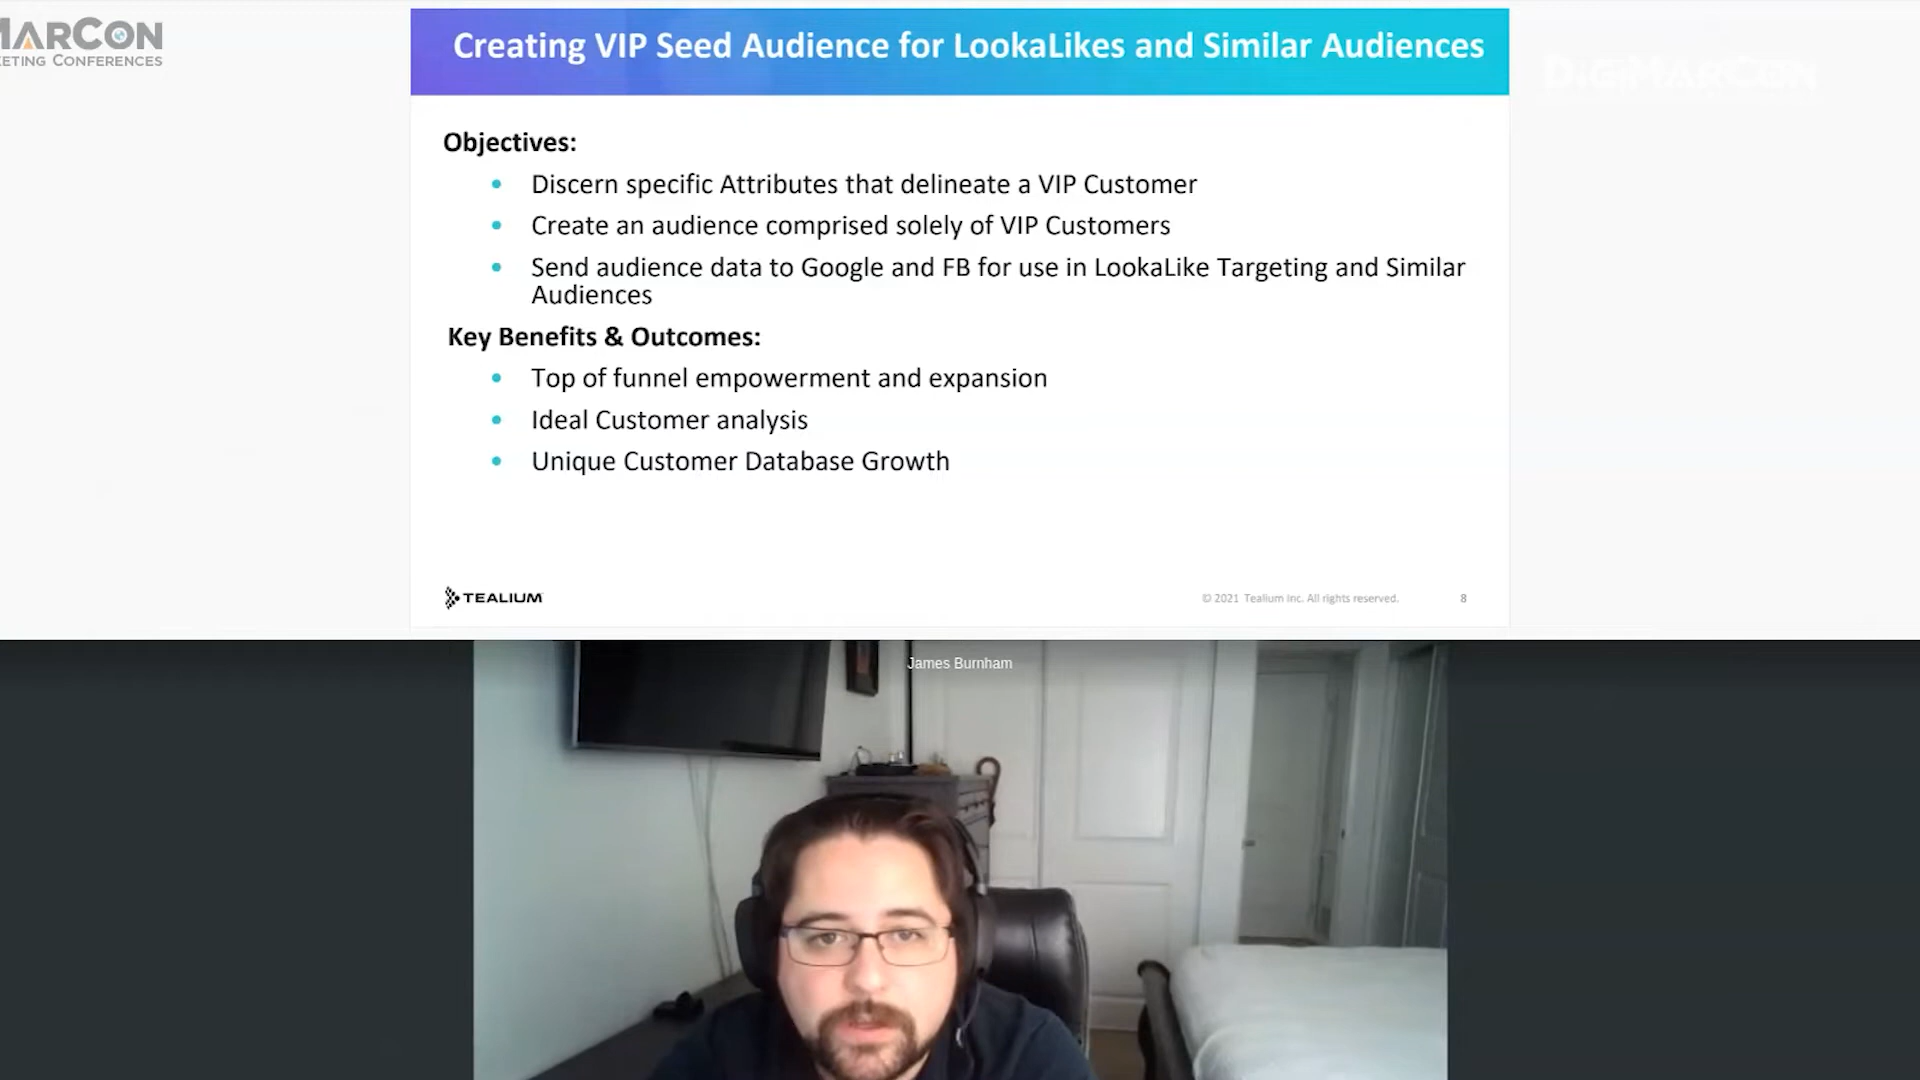 MARCON
ETING CONFERENCES
Creating VIP Seed Audience for LookaLikes and Similar Audiences
DIGIMARCON
Objectives:
• Discern specific Attributes that delineate a VIP Customer
• Create an audience comprised solely of VIP Customers
• Send audience data to Google and FB for use in LookaLike Targeting and Similar
Audiences
Key Benefits & Outcomes:
• Top of funnel empowerment and expansion
• Ideal Customer analysis
• Unique Customer Database Growth
TEALIUM
© 2021 Tealium Inc. All rights reserved. 8
James Burnham